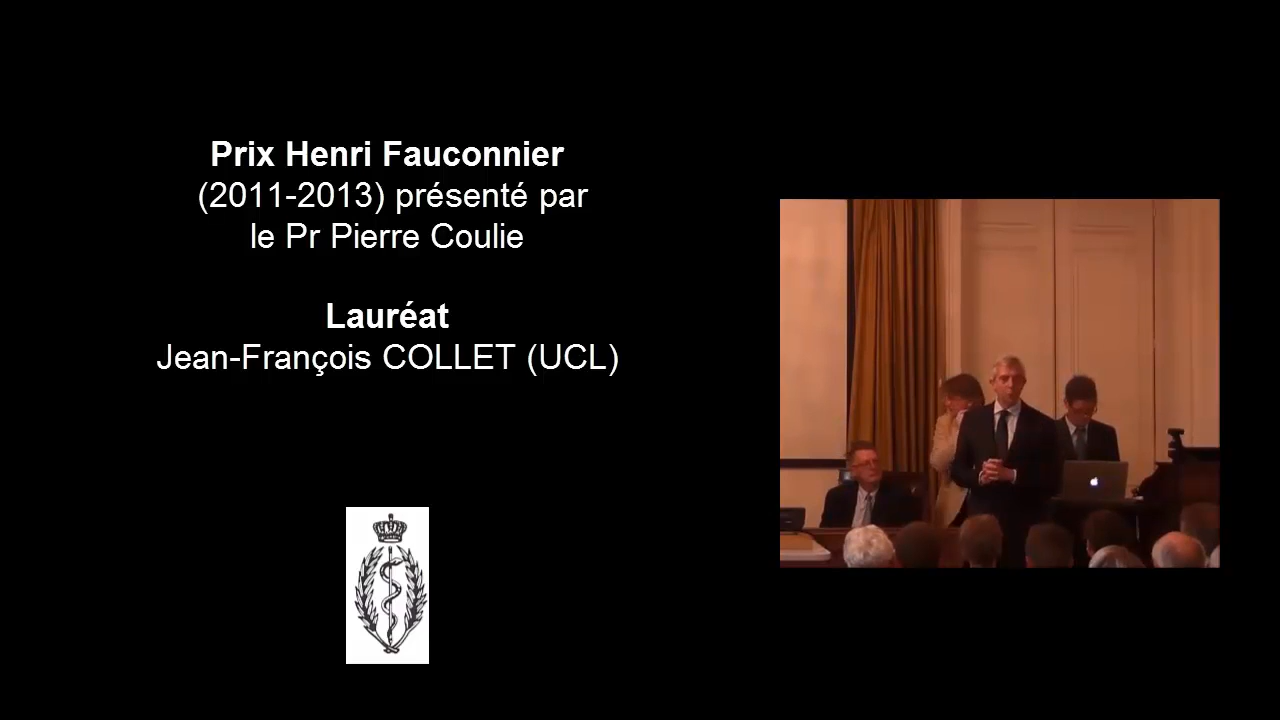 Prix Henri Fauconnier
(2011-2013) présenté par
le Pr Pierre Coulie
Lauréat
Jean-François COLLET (UCL)